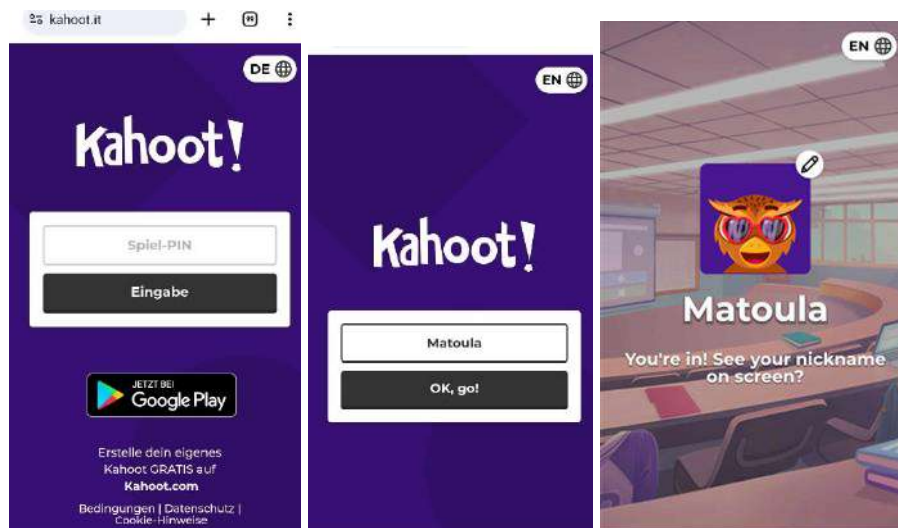 kahoot.it
DE
Kahoot!
Spiel-PIN
Eingabe
JETZT BEI
Google Play
Erstelle dein eigenes
Kahoot GRATIS auf
Kahoot.com
Bedingungen | Datenschutz |
Cookie-Hinweise
EN
Kahoot!
Matoula
OK, go!
EN
Matoula
You're in! See your nickname
on screen?